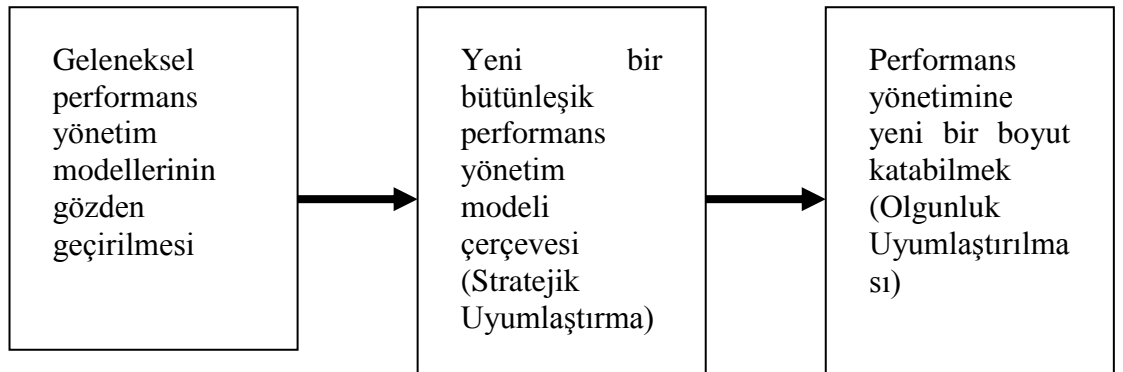 Geleneksel
performans
yönetim
modellerinin
gözden
geçirilmesi
Yeni bir
bütünleşik
performans
yönetim
modeli
çerçevesi
(Stratejik
Uyumlaştırma)
Performans
yönetimine
yeni bir boyut
katabilmek
(Olgunluk
Uyumlaştırılma
sı)